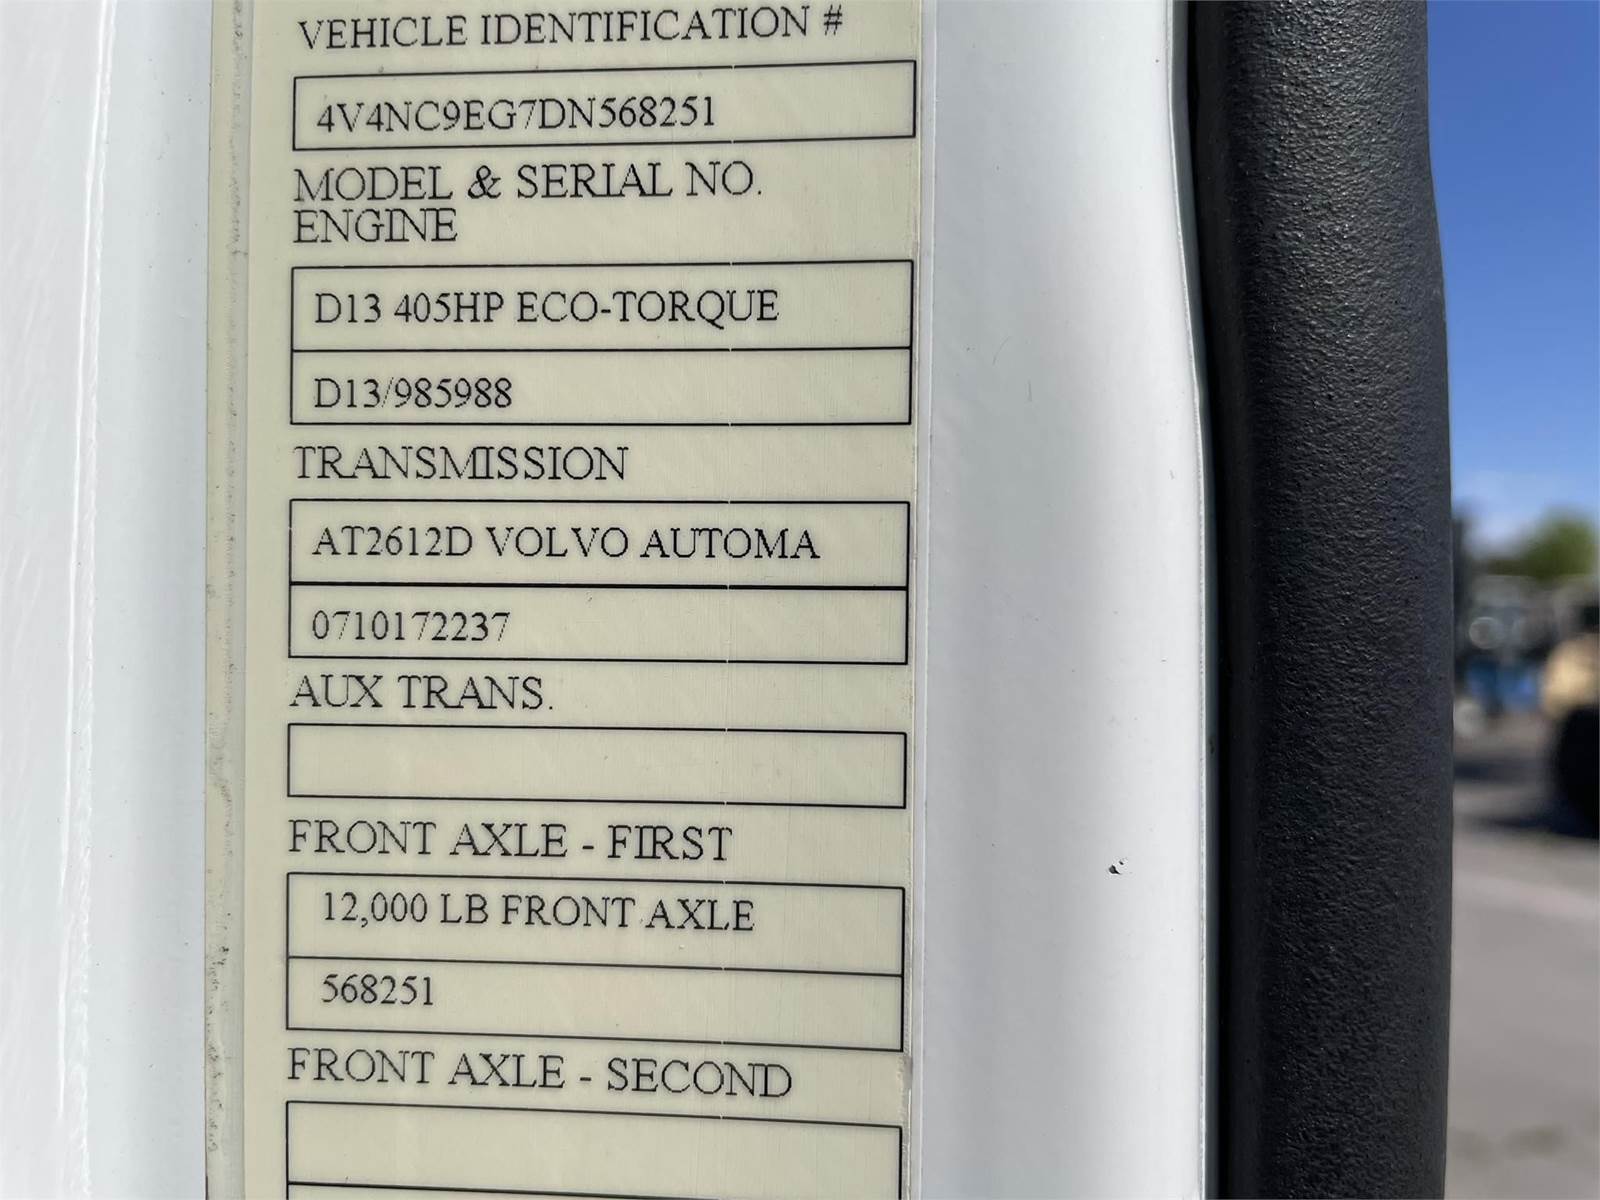 VEHICLE IDENTIFICATION #
4V4NC9EG7DN568251
MODEL & SERIAL NO.
ENGINE
D13 405HP ECO-TORQUE
D13/985988
TRANSMISSION
AT2612D VOLVO AUTOMA
0710172237
AUX TRANS.
FRONT AXLE - FIRST
12,000 LB FRONT AXLE
568251
FRONT AXLE - SECOND